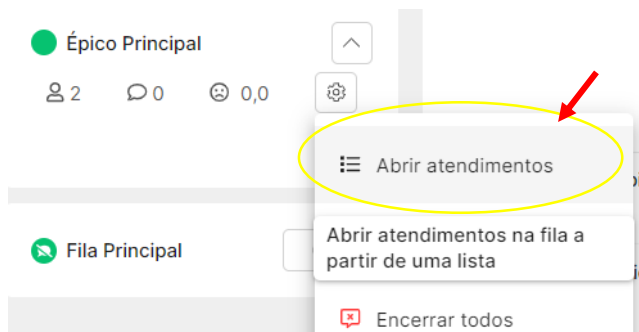 Épico Principal
2 0 0,0
Abrir atendimentos
Fila Principal
Abrir atendimentos na fila a
partir de uma lista
Encerrar todos